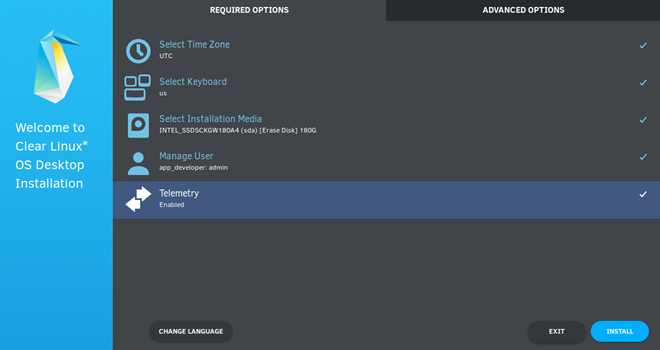 REQUIRED OPTIONS
ADVANCED OPTIONS
Welcome to
Clear Linux*
OS Desktop
Installation
Select Time Zone
UTC
Select Keyboard
us
Select Installation Media
INTEL_SSDSCKGW180A4 (sda) [Erase Disk] 180G
Manage User
app_developer: admin
Telemetry
Enabled
CHANGE LANGUAGE
EXIT
INSTALL